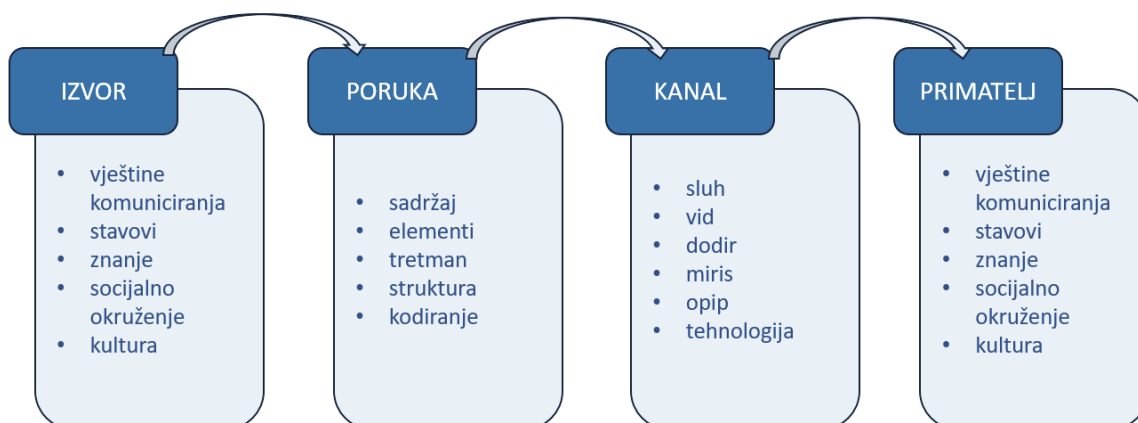 IZVOR
• vještine
komuniciranja
• stavovi
• znanje
• socijalno
okruženje
• kultura
PORUKA
• sadržaj
• elementi
• tretman
• struktura
• kodiranje
KANAL
• sluh
• vid
• dodir
• miris
• opip
• tehnologija
PRIMATELJ
• vještine
komuniciranja
• stavovi
• znanje
• socijalno
okruženje
• kultura